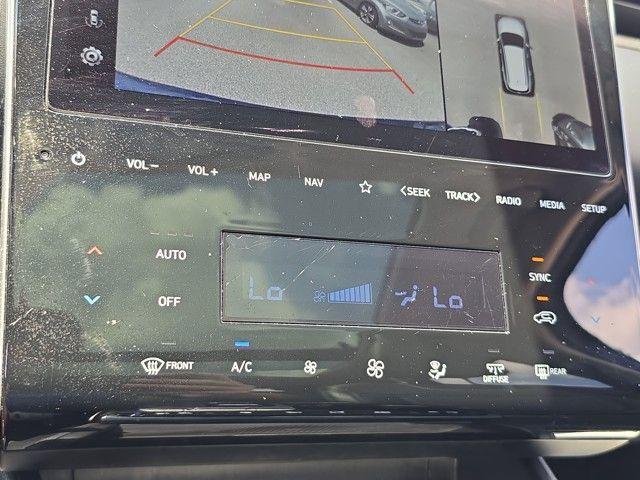 VOL− VOL+ MAP NAV <SEEK TRACK> RADIO MEDIA SETUP
AUTO
SYNC
Lo Lo
OFF
FRONT A/C DIFFUSE REAR